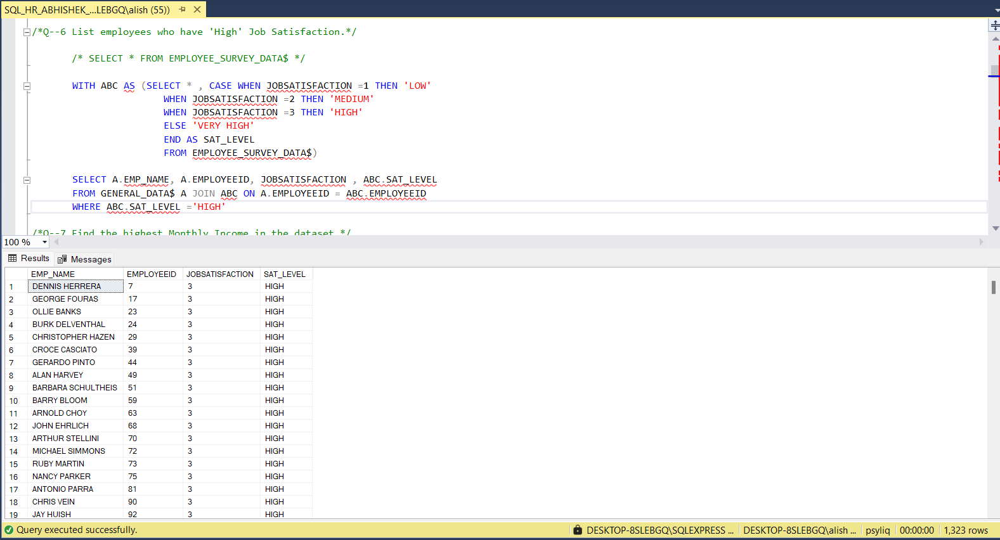 SQL_HR_ABHISHEK_...LEBGQ\alish (55))
/*Q--6 List employees who have 'High' Job Satisfaction.*/
/* SELECT * FROM EMPLOYEE_SURVEY_DATA$ */
WITH ABC AS (SELECT * , CASE WHEN JOBSATISFACTION =1 THEN 'LOW'
WHEN JOBSATISFACTION =2 THEN 'MEDIUM'
WHEN JOBSATISFACTION =3 THEN 'HIGH'
ELSE 'VERY HIGH'
END AS SAT_LEVEL
FROM EMPLOYEE_SURVEY_DATA$)
SELECT A.EMP_NAME, A.EMPLOYEEID, JOBSATISFACTION , ABC.SAT_LEVEL
FROM GENERAL_DATA$ A JOIN ABC ON A.EMPLOYEEID = ABC.EMPLOYEEID
WHERE ABC.SAT_LEVEL ='HIGH'
/*Q--7 Find the highest Monthly Income in the dataset.*/
100 %
Results Messages
EMP_NAME EMPLOYEEID JOBSATISFACTION SAT_LEVEL
1 DENNIS HERRERA 7 3 HIGH
2 GEORGE FOURAS 17 3 HIGH
3 OLLIE BANKS 23 3 HIGH
4 BURK DELVENTHAL 24 3 HIGH
5 CHRISTOPHER HAZEN 29 3 HIGH
6 CROCE CASCIATO 39 3 HIGH
7 GERARDO PINTO 44 3 HIGH
8 ALAN HARVEY 49 3 HIGH
9 BARBARA SCHULTHEIS 51 3 HIGH
10 BARRY BLOOM 59 3 HIGH
11 ARNOLD CHOY 63 3 HIGH
12 JOHN EHRLICH 68 3 HIGH
13 ARTHUR STELLINI 70 3 HIGH
14 MICHAEL SIMMONS 72 3 HIGH
15 RUBY MARTIN 73 3 HIGH
16 NANCY PARKER 75 3 HIGH
17 ANTONIO PARRA 81 3 HIGH
18 CHRIS VEIN 90 3 HIGH
19 JAY HUISH 92 3 HIGH
Query executed successfully. DESKTOP-8SLEBGQ\SQLEXPRESS ... DESKTOP-8SLEBGQ\alish ... psyliq 00:00:00 1,323 rows